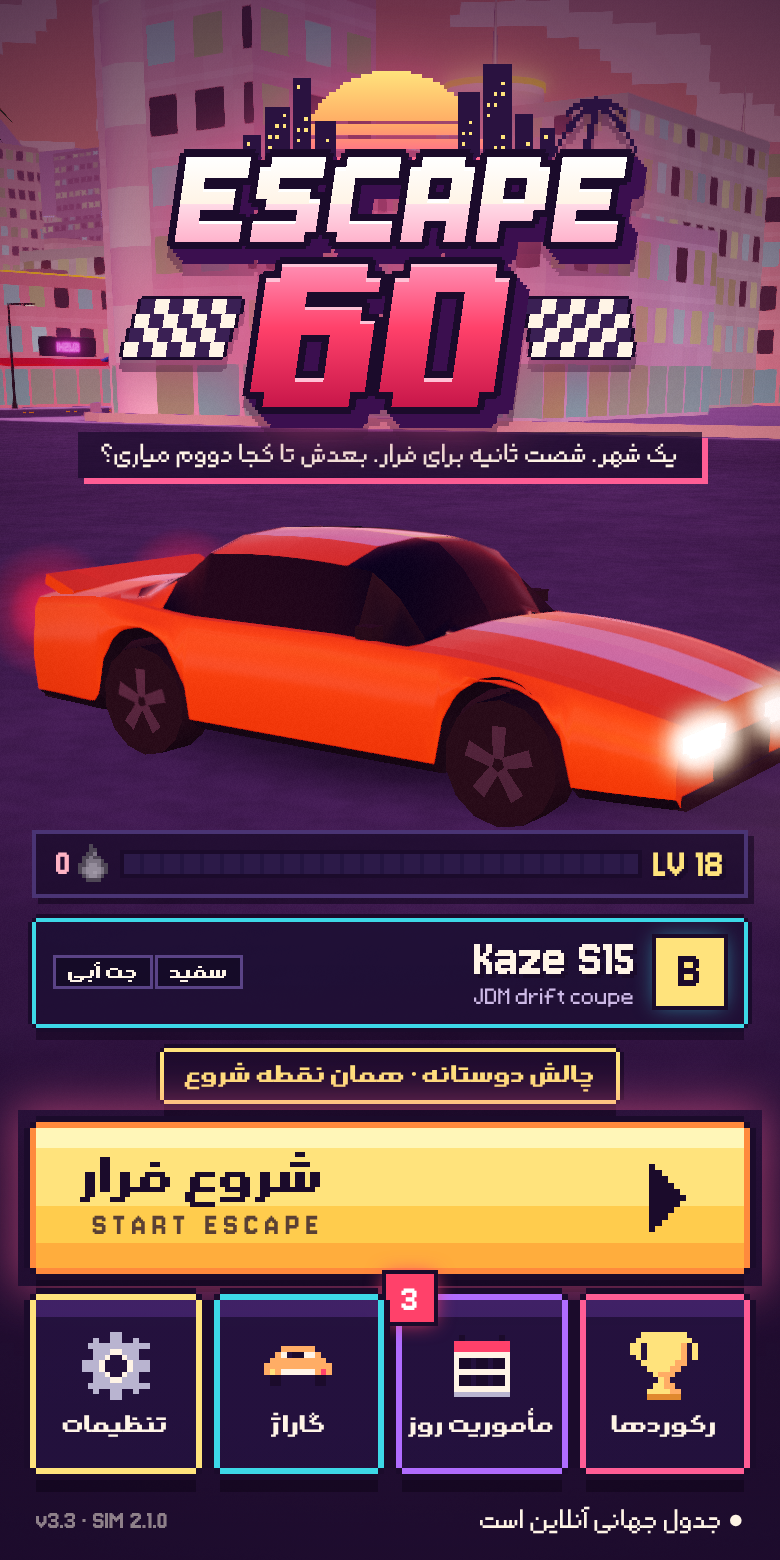 ESCAPE
60
یک شهر. شصت ثانیه برای فرار. بعدش تا کجا دووم میاری؟
LV 18
0
B
Kaze S15
JDM drift coupe
سفید
جت آبی
چالش دوستانه · همان نقطه شروع
شروع فرار
START ESCAPE
3
رکوردها
مأموریت روز
گاراژ
تنظیمات
جدول جهانی آنلاین است
v3.3 · SIM 2.1.0